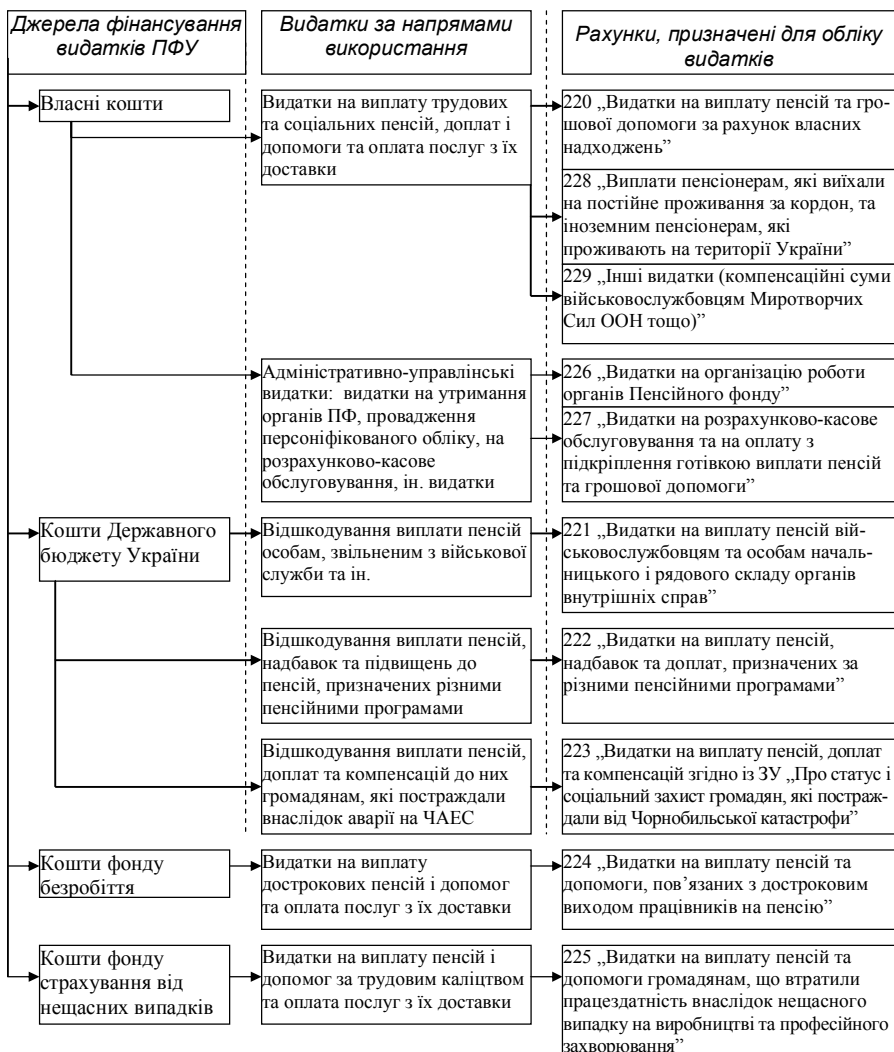 Джерела фінансування
видатків ПФУ
Видатки за напрямами
використання
Рахунки, призначені для обліку
видатків
Власні кошти
Видатки на виплату трудових
та соціальних пенсій, доплат і
допомоги та оплата послуг з їх
доставки
220 „Видатки на виплату пенсій та гро-
шової допомоги за рахунок власних
надходжень”
228 „Виплати пенсіонерам, які виїхали
на постійне проживання за кордон, та
іноземним пенсіонерам, які
проживають на території України”
229 „Інші видатки (компенсаційні суми
військовослужбовцям Миротворчих
Сил ООН тощо)”
Адміністративно-управлінські
видатки: видатки на утримання
органів ПФ, провадження
персоніфікованого обліку, на
розрахунково-касове
обслуговування, ін. видатки
226 „Видатки на організацію роботи
органів Пенсійного фонду”
227 „Видатки на розрахунково-касове
обслуговування та на оплату з
підкріплення готівкою виплати пенсій
та грошової допомоги”
Кошти Державного
бюджету України
Відшкодування виплати пенсій
особам, звільненим з військової
служби та ін.
221 „Видатки на виплату пенсій вій-
ськовослужбовцям та особам началь-
ницького і рядового складу органів
внутрішніх справ”
Відшкодування виплати пенсій,
надбавок та підвищень до
пенсій, призначених різними
пенсійними програмами
222 „Видатки на виплату пенсій,
надбавок та доплат, призначених за
різними пенсійними програмами”
Відшкодування виплати пенсій,
доплат та компенсацій до них
громадянам, які постраждали
внаслідок аварії на ЧАЕС
223 „Видатки на виплату пенсій, доплат
та компенсацій згідно із ЗУ „Про статус і
соціальний захист громадян, які постраж-
дали від Чорнобильської катастрофи”
Кошти фонду
безробіття
Видатки на виплату
дострокових пенсій і допомог
та оплата послуг з їх доставки
224 „Видатки на виплату пенсій та
допомоги, пов’язаних з достроковим
виходом працівників на пенсію”
Кошти фонду
страхування від
нещасних випадків
Видатки на виплату пенсій і
допомог за трудовим каліцтвом
та оплата послуг з їх доставки
225 „Видатки на виплату пенсій та
допомоги громадянам, що втратили
працездатність внаслідок нещасного
випадку на виробництві та професійного
захворювання”